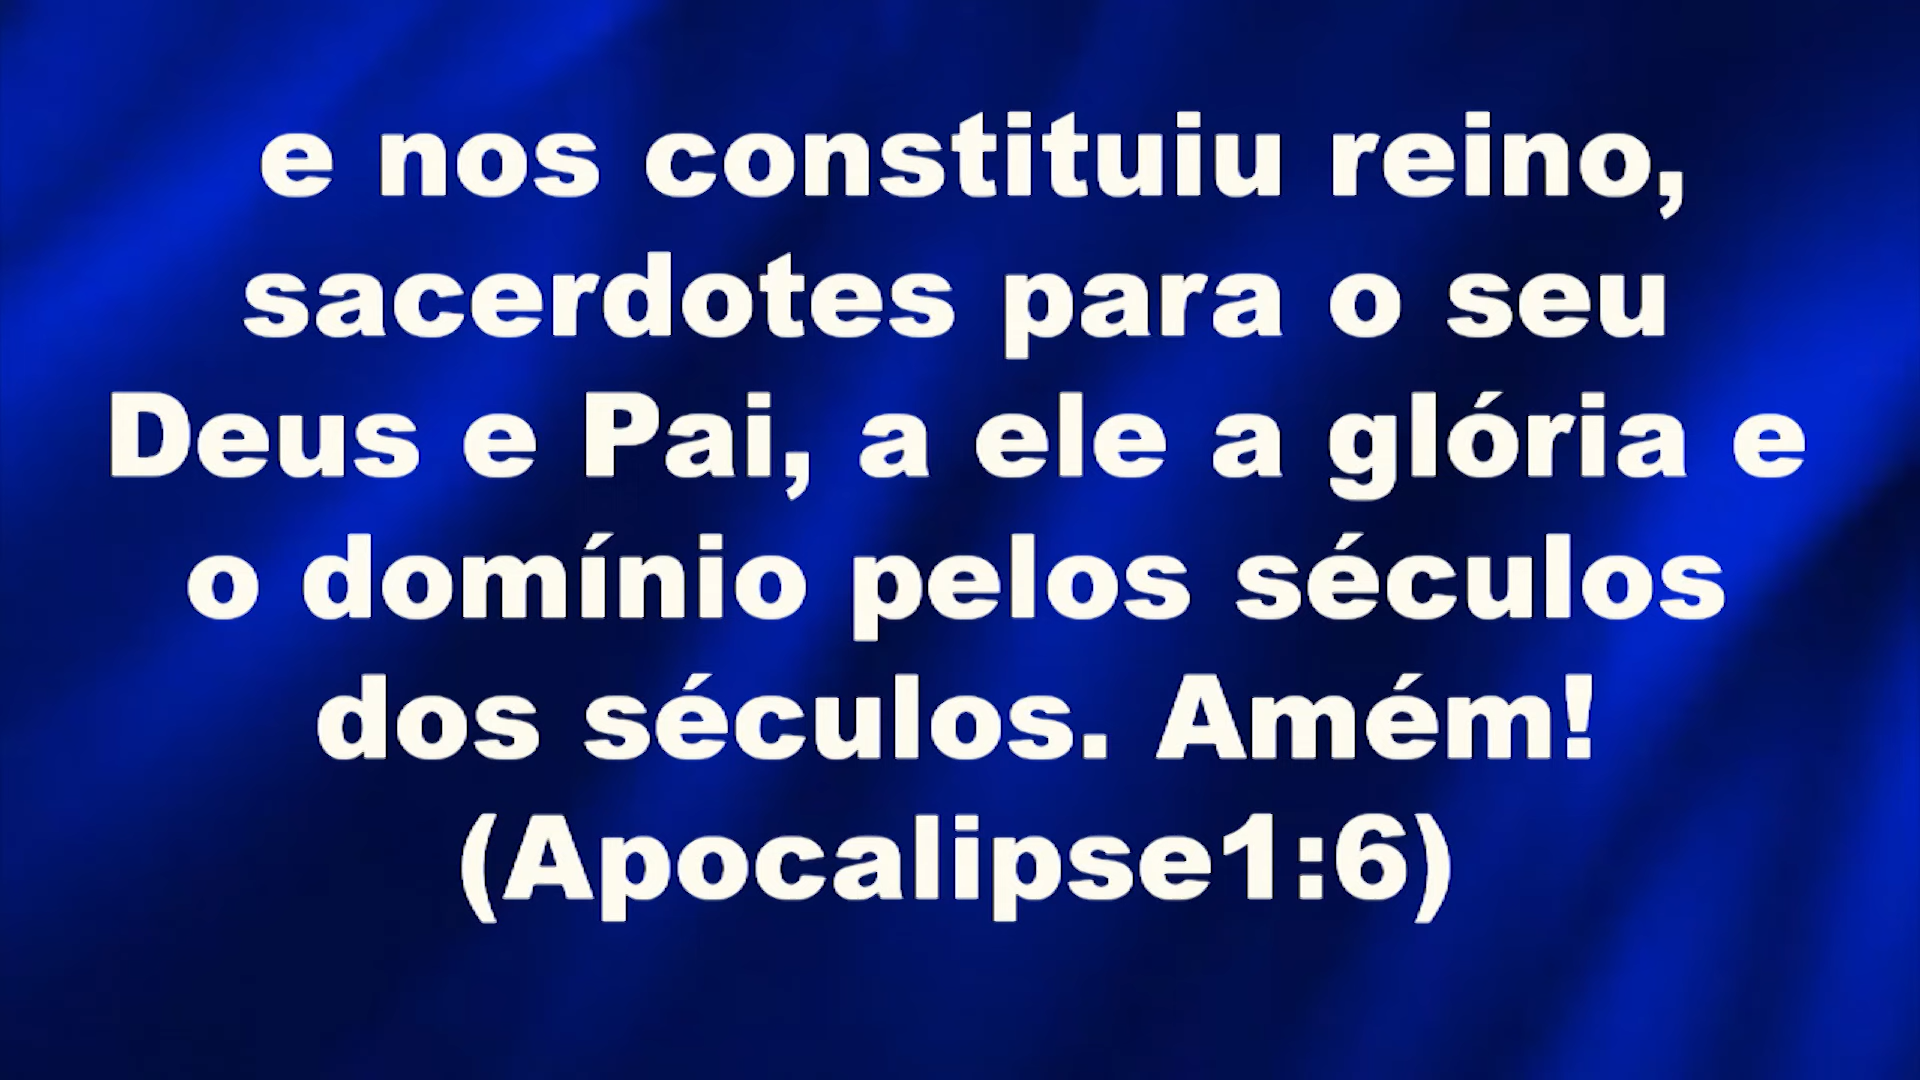 e nos constituiu reino,
sacerdotes para o seu
Deus e Pai, a ele a glória e
o domínio pelos séculos
dos séculos. Amém!
(Apocalipse1:6)